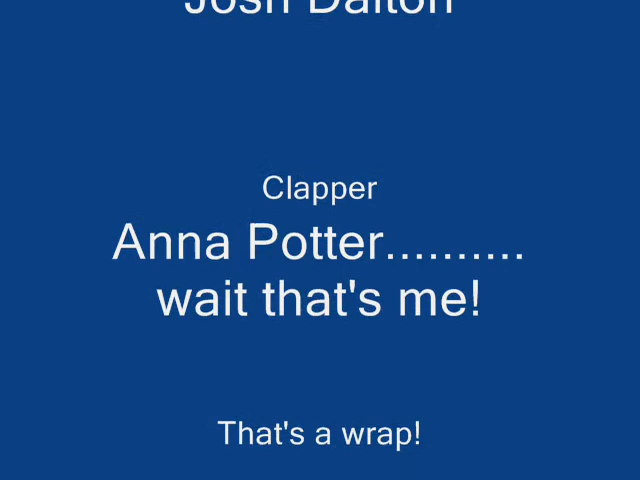 Josh Dalton
Clapper
Anna Potter..........
wait that's me!
That's a wrap!